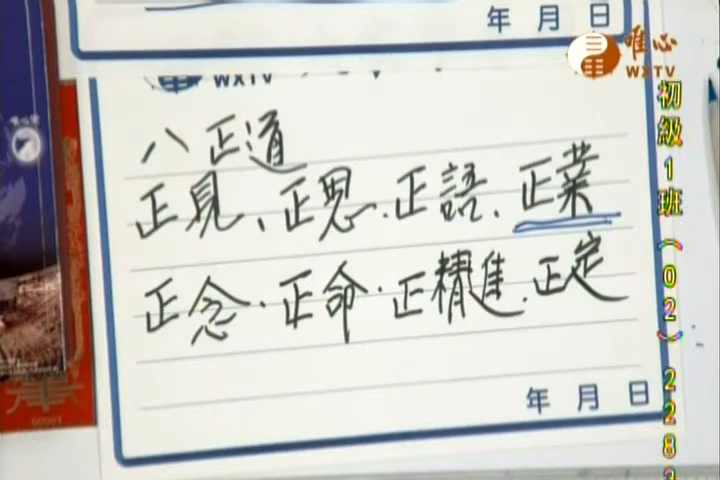 年 月 日
唯心
WXTV
WXTV
八正道
正見、正思、正語、正業
正念、正命、正精進、正定
年 月 日
初級1班(02)2283